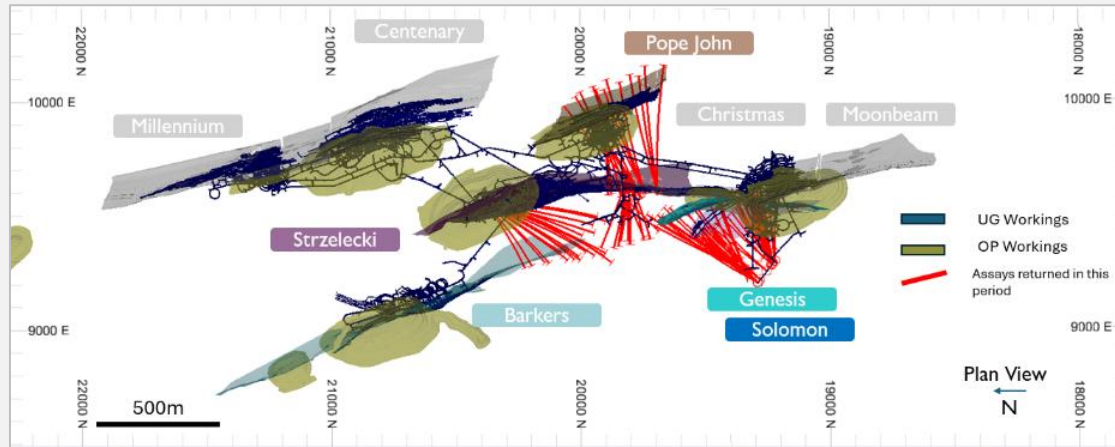 22000 N
21000 N
20000 N
19000 N
18000 N
Centenary
Pope John
10000 E
10000 E
Millennium
Christmas
Moonbeam
UG Workings
Strzelecki
OP Workings
Assays returned in this
period
Genesis
Barkers
Solomon
9000 E
9000 E
Plan View
N
500m
22000 N
21000 N
20000 N
19000 N
18000 N